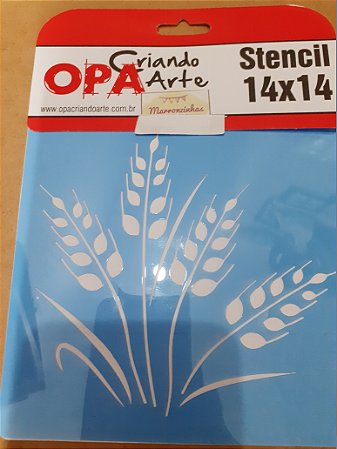 OPA Criando Arte
www.opacriandoarte.com.br
Marronzinhas
Stencil
14x14